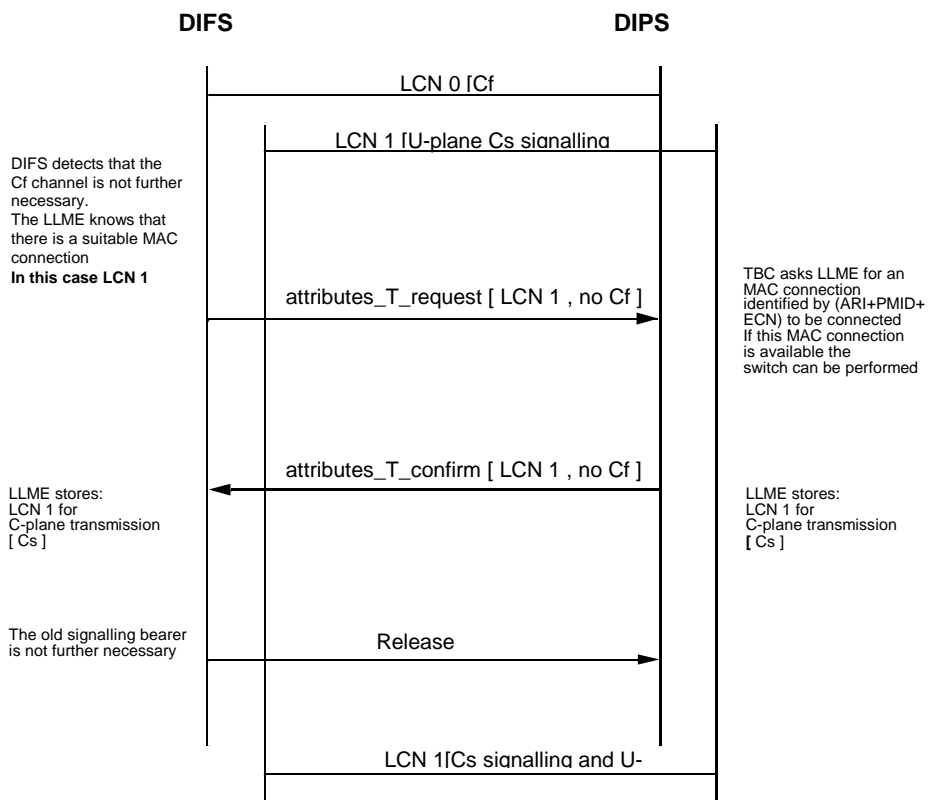 DIFS
DIPS
LCN 0 [Cf
LCN 1 [U-plane Cs signalling
DIFS detects that the
Cf channel is not further
necessary.
The LLME knows that
there is a suitable MAC
connection
In this case LCN 1
attributes_T_request [ LCN 1 , no Cf ]
TBC asks LLME for an
MAC connection
identified by (ARI+PMID+
ECN) to be connected
If this MAC connection
is available the
switch can be performed
attributes_T_confirm [ LCN 1 , no Cf ]
LLME stores:
LCN 1 for
C-plane transmission
[ Cs ]
LLME stores:
LCN 1 for
C-plane transmission
[ Cs ]
The old signalling bearer
is not further necessary
Release
LCN 1[Cs signalling and U-